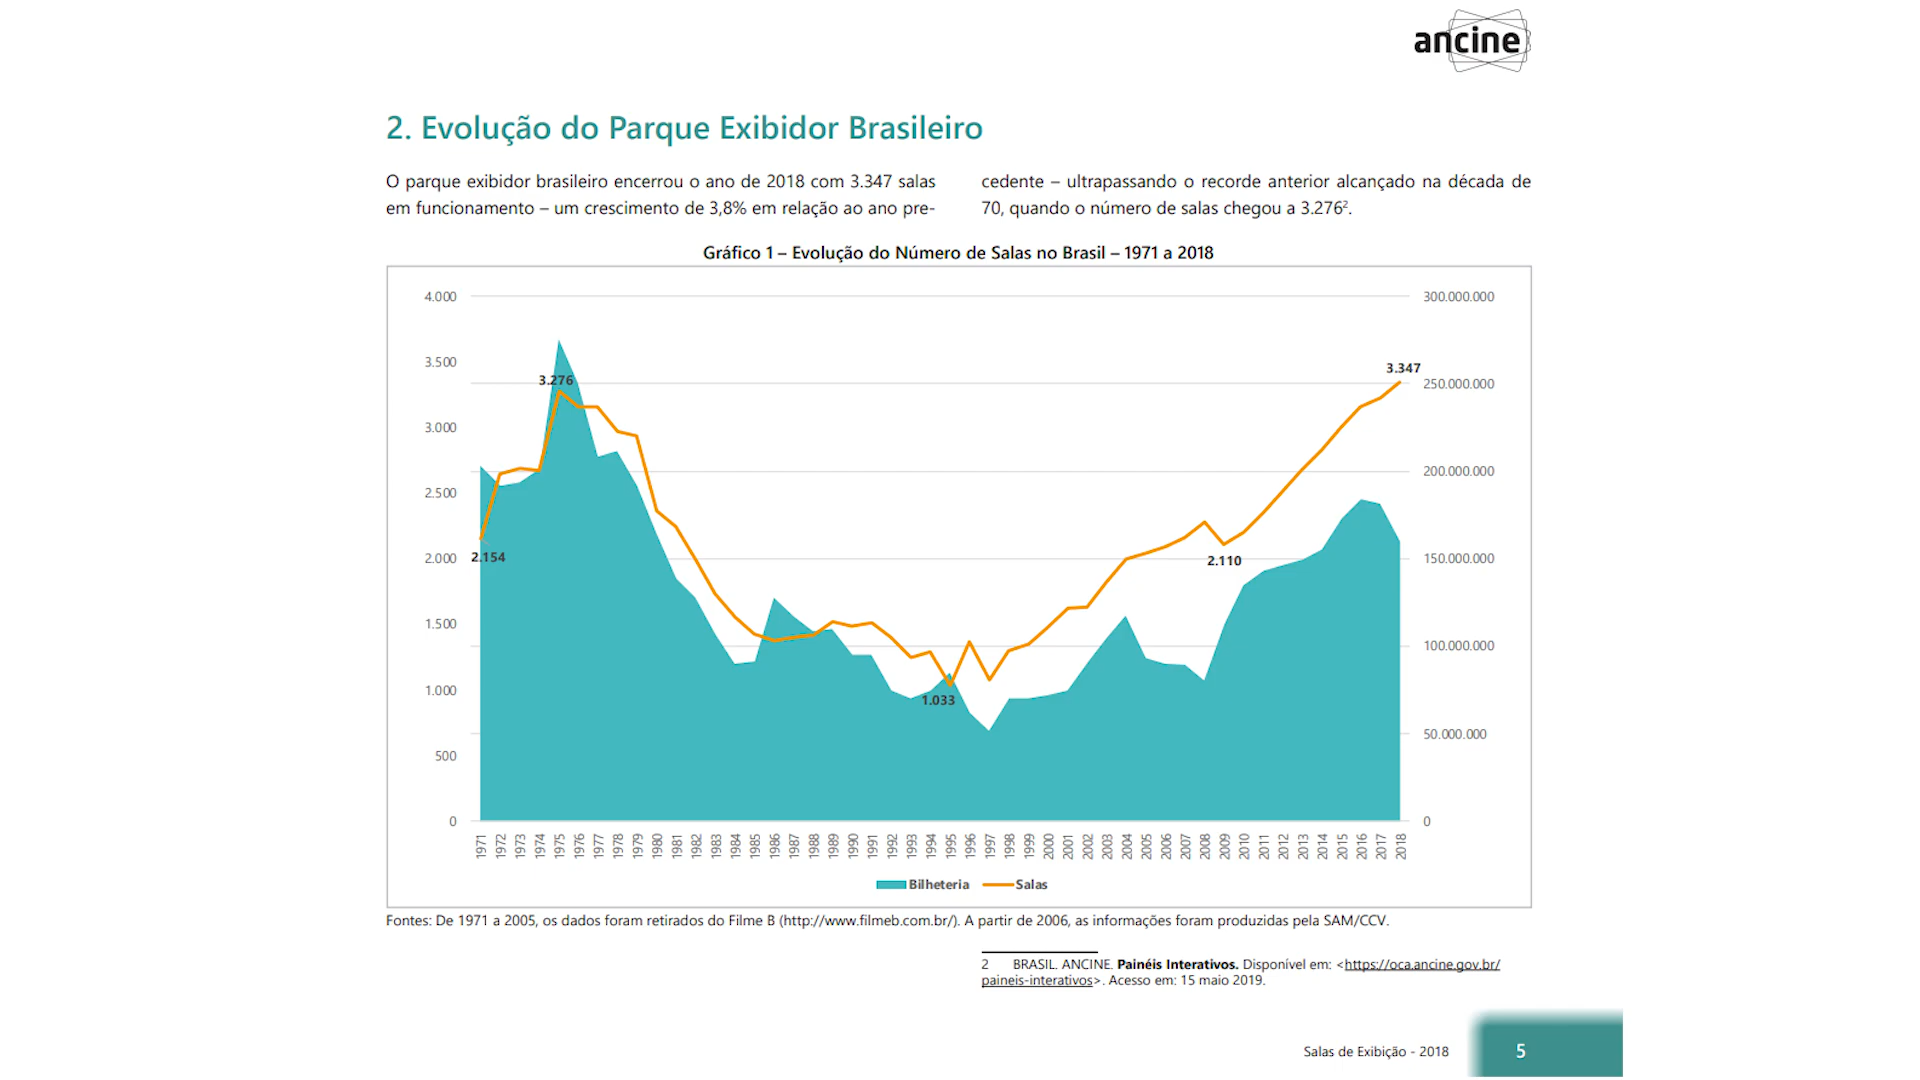 ancine
2. Evolução do Parque Exibidor Brasileiro
O parque exibidor brasileiro encerrou o ano de 2018 com 3.347 salas
em funcionamento – um crescimento de 3,8% em relação ao ano pre-
cedente – ultrapassando o recorde anterior alcançado na década de
70, quando o número de salas chegou a 3.276².
Gráfico 1 – Evolução do Número de Salas no Brasil – 1971 a 2018
4.000
3.500
3.000
2.500
2.000
1.500
1.000
500
0
300.000.000
250.000.000
200.000.000
150.000.000
100.000.000
50.000.000
0
2.154
3.276
1.033
2.110
3.347
1971 1972 1973 1974 1975 1976 1977 1978 1979 1980 1981 1982 1983 1984 1985 1986 1987 1988 1989 1990 1991 1992 1993 1994 1995 1996 1997 1998 1999 2000 2001 2002 2003 2004 2005 2006 2007 2008 2009 2010 2011 2012 2013 2014 2015 2016 2017 2018
Bilheteria Salas
Fontes: De 1971 a 2005, os dados foram retirados do Filme B (http://www.filmeb.com.br/). A partir de 2006, as informações foram produzidas pela SAM/CCV.
2 BRASIL. ANCINE. Painéis Interativos. Disponível em: <https://oca.ancine.gov.br/
paineis-interativos>. Acesso em: 15 maio 2019.
Salas de Exibição - 2018 5